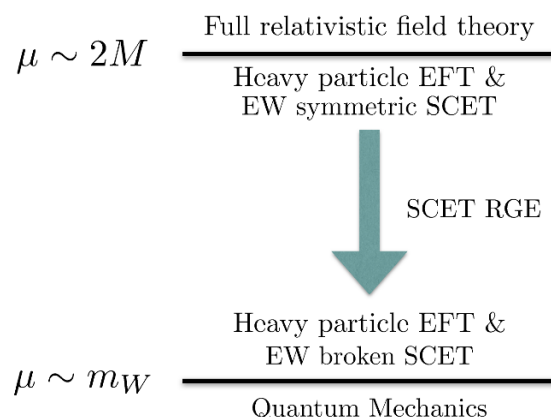 Full relativistic field theory
μ ∼ 2M
Heavy particle EFT &
EW symmetric SCET
SCET RGE
Heavy particle EFT &
EW broken SCET
μ ∼ m_W
Quantum Mechanics